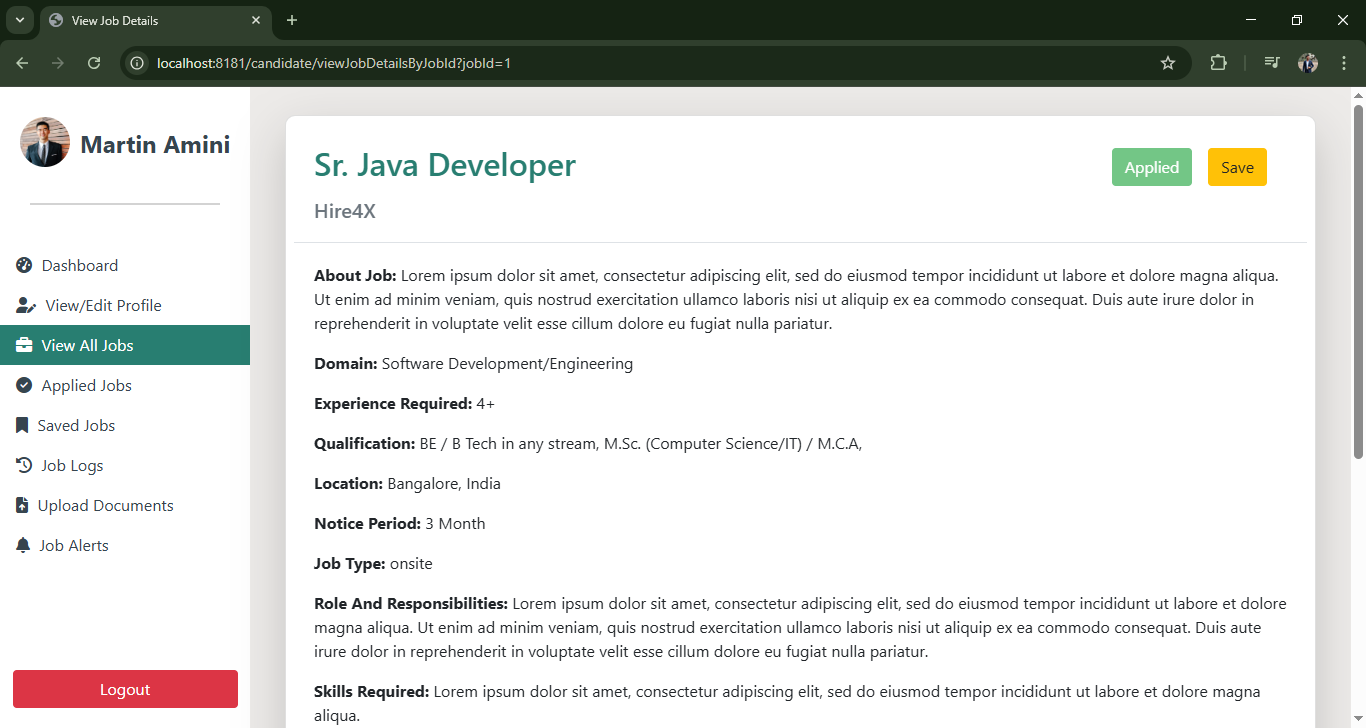 View Job Details
localhost:8181/candidate/viewJobDetailsByJobId?jobId=1
Martin Amini
Dashboard
View/Edit Profile
View All Jobs
Applied Jobs
Saved Jobs
Job Logs
Upload Documents
Job Alerts
Logout
Sr. Java Developer
Applied
Save
Hire4X
About Job: Lorem ipsum dolor sit amet, consectetur adipiscing elit, sed do eiusmod tempor incididunt ut labore et dolore magna aliqua.
Ut enim ad minim veniam, quis nostrud exercitation ullamco laboris nisi ut aliquip ex ea commodo consequat. Duis aute irure dolor in
reprehenderit in voluptate velit esse cillum dolore eu fugiat nulla pariatur.
Domain: Software Development/Engineering
Experience Required: 4+
Qualification: BE / B Tech in any stream, M.Sc. (Computer Science/IT) / M.C.A,
Location: Bangalore, India
Notice Period: 3 Month
Job Type: onsite
Role And Responsibilities: Lorem ipsum dolor sit amet, consectetur adipiscing elit, sed do eiusmod tempor incididunt ut labore et dolore
magna aliqua. Ut enim ad minim veniam, quis nostrud exercitation ullamco laboris nisi ut aliquip ex ea commodo consequat. Duis aute
irure dolor in reprehenderit in voluptate velit esse cillum dolore eu fugiat nulla pariatur.
Skills Required: Lorem ipsum dolor sit amet, consectetur adipiscing elit, sed do eiusmod tempor incididunt ut labore et dolore magna
aliqua.